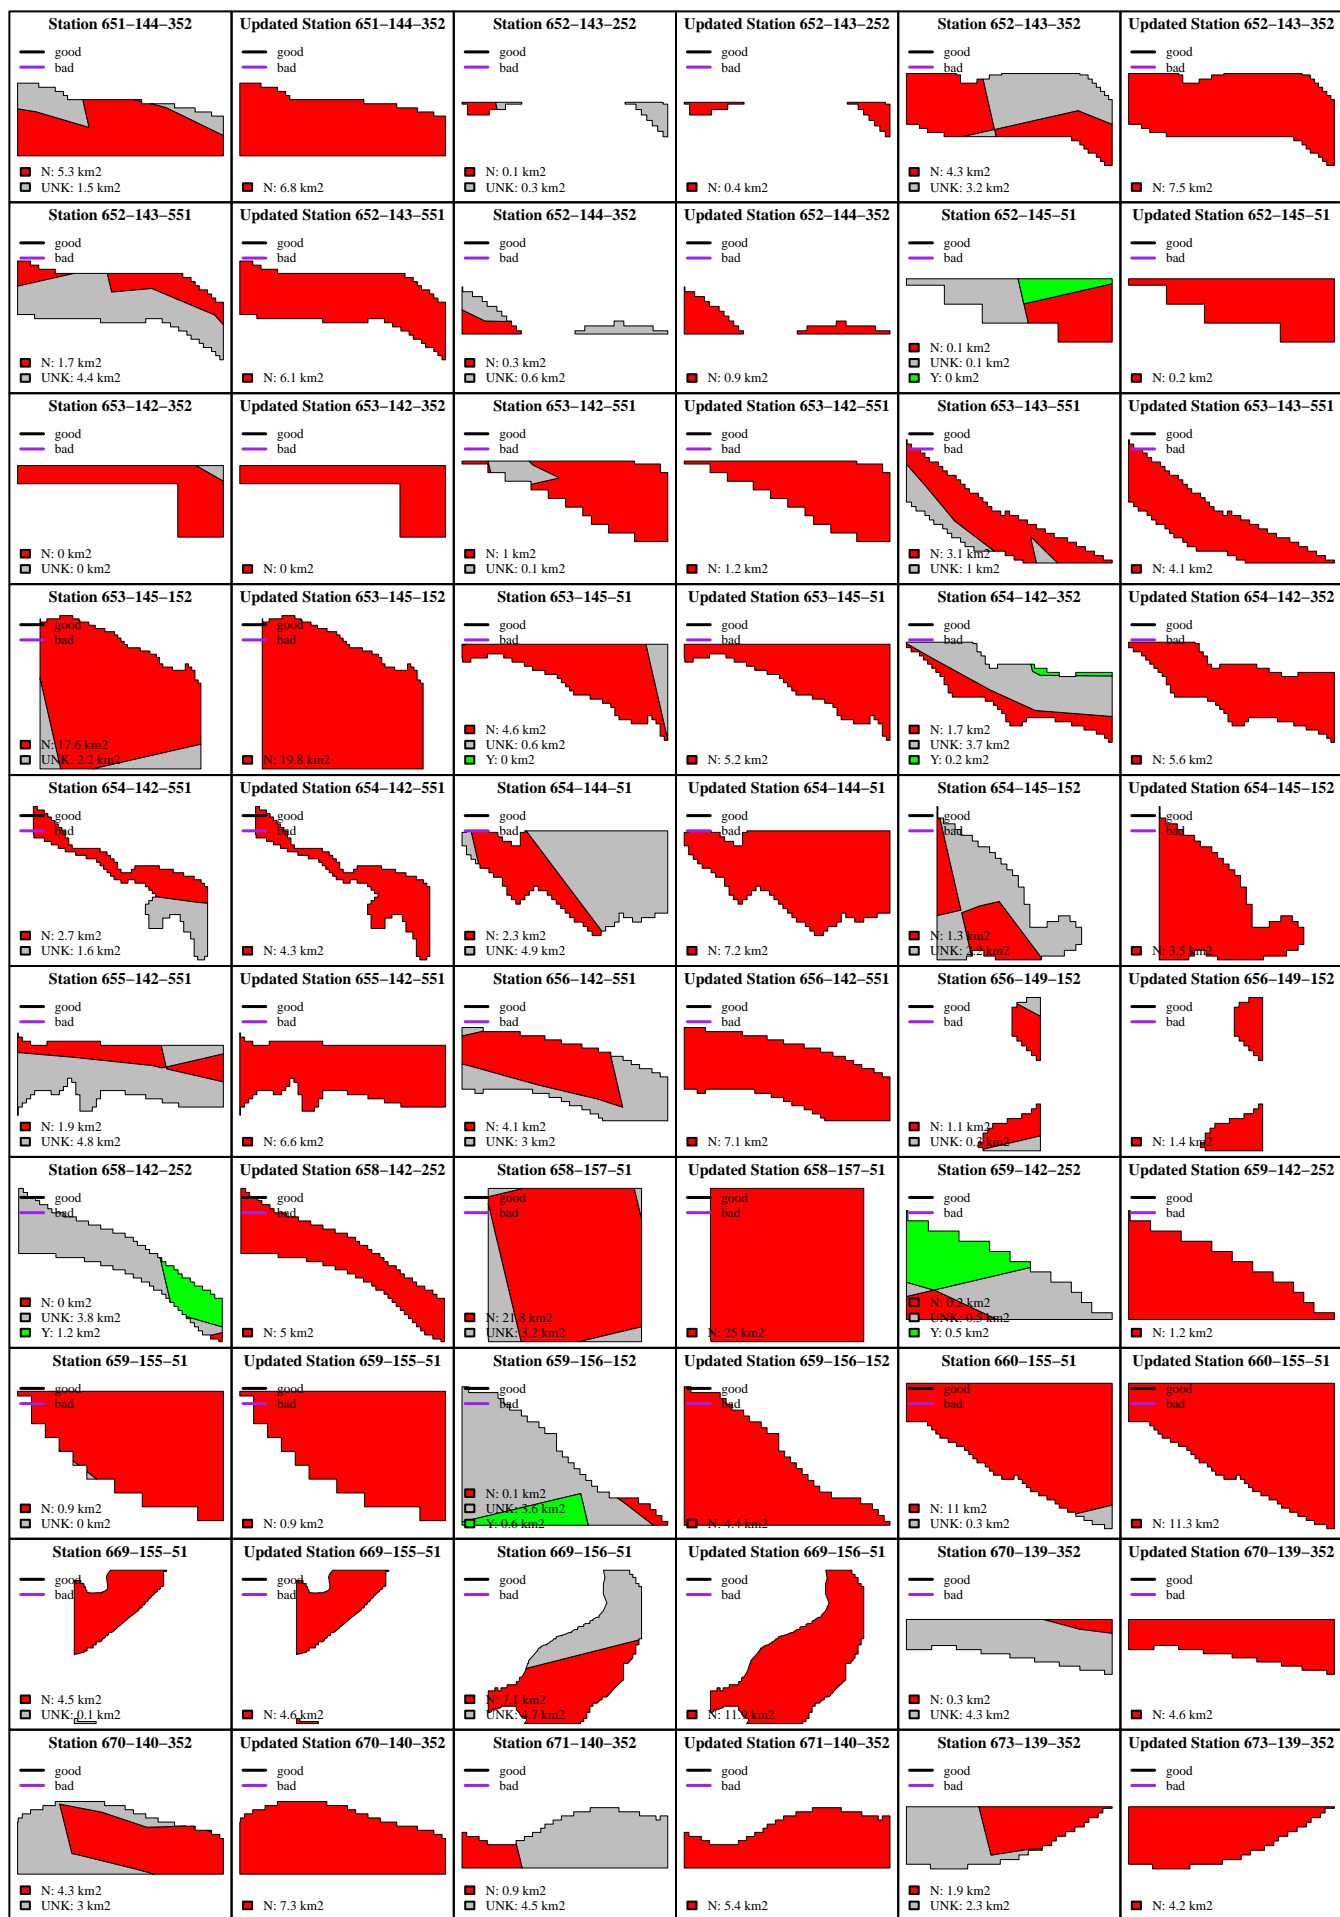 Station 651−144−352
good
bad
N: 5.3 km2
UNK: 1.5 km2
Updated Station 651−144−352
good
bad
N: 6.8 km2
Station 652−143−252
good
bad
N: 0.1 km2
UNK: 0.3 km2
Updated Station 652−143−252
good
bad
N: 0.4 km2
Station 652−143−352
good
bad
N: 4.3 km2
UNK: 3.2 km2
Updated Station 652−143−352
good
bad
N: 7.5 km2
Station 652−143−551
good
bad
N: 1.7 km2
UNK: 4.4 km2
Updated Station 652−143−551
good
bad
N: 6.1 km2
Station 652−144−352
good
bad
N: 0.3 km2
UNK: 0.6 km2
Updated Station 652−144−352
good
bad
N: 0.9 km2
Station 652−145−51
good
bad
N: 0.1 km2
UNK: 0.1 km2
Y: 0 km2
Updated Station 652−145−51
good
bad
N: 0.2 km2
Station 653−142−352
good
bad
N: 0 km2
UNK: 0 km2
Updated Station 653−142−352
good
bad
N: 0 km2
Station 653−142−551
good
bad
N: 1 km2
UNK: 0.1 km2
Updated Station 653−142−551
good
bad
N: 1.2 km2
Station 653−143−551
good
bad
N: 3.1 km2
UNK: 1 km2
Updated Station 653−143−551
good
bad
N: 4.1 km2
Station 653−145−152
good
bad
N: 17.6 km2
UNK: 2.2 km2
Updated Station 653−145−152
good
bad
N: 19.8 km2
Station 653−145−51
good
bad
N: 4.6 km2
UNK: 0.6 km2
Y: 0 km2
Updated Station 653−145−51
good
bad
N: 5.2 km2
Station 654−142−352
good
bad
N: 1.7 km2
UNK: 3.7 km2
Y: 0.2 km2
Updated Station 654−142−352
good
bad
N: 5.6 km2
Station 654−142−551
good
bad
N: 2.7 km2
UNK: 1.6 km2
Updated Station 654−142−551
good
bad
N: 4.3 km2
Station 654−144−51
good
bad
N: 2.3 km2
UNK: 4.9 km2
Updated Station 654−144−51
good
bad
N: 7.2 km2
Station 654−145−152
good
bad
N: 1.3 km2
UNK: 2.2 km2
Updated Station 654−145−152
good
bad
N: 3.5 km2
Station 655−142−551
good
bad
N: 1.9 km2
UNK: 4.8 km2
Updated Station 655−142−551
good
bad
N: 6.6 km2
Station 656−142−551
good
bad
N: 4.1 km2
UNK: 3 km2
Updated Station 656−142−551
good
bad
N: 7.1 km2
Station 656−149−152
good
bad
N: 1.1 km2
UNK: 0.3 km2
Updated Station 656−149−152
good
bad
N: 1.4 km2
Station 658−142−252
good
bad
N: 0 km2
UNK: 3.8 km2
Y: 1.2 km2
Updated Station 658−142−252
good
bad
N: 5 km2
Station 658−157−51
good
bad
N: 21.8 km2
UNK: 3.2 km2
Updated Station 658−157−51
good
bad
N: 25 km2
Station 659−142−252
good
bad
N: 0.2 km2
UNK: 0.5 km2
Y: 0.5 km2
Updated Station 659−142−252
good
bad
N: 1.2 km2
Station 659−155−51
good
bad
N: 0.9 km2
UNK: 0 km2
Updated Station 659−155−51
good
bad
N: 0.9 km2
Station 659−156−152
good
bad
N: 0.1 km2
UNK: 3.6 km2
Y: 0.6 km2
Updated Station 659−156−152
good
bad
N: 4.4 km2
Station 660−155−51
good
bad
N: 11 km2
UNK: 0.3 km2
Updated Station 660−155−51
good
bad
N: 11.3 km2
Station 669−155−51
good
bad
N: 4.5 km2
UNK: 0.1 km2
Updated Station 669−155−51
good
bad
N: 4.6 km2
Station 669−156−51
good
bad
N: 7.1 km2
UNK: 4.7 km2
Updated Station 669−156−51
good
bad
N: 11.9 km2
Station 670−139−352
good
bad
N: 0.3 km2
UNK: 4.3 km2
Updated Station 670−139−352
good
bad
N: 4.6 km2
Station 670−140−352
good
bad
N: 4.3 km2
UNK: 3 km2
Updated Station 670−140−352
good
bad
N: 7.3 km2
Station 671−140−352
good
bad
N: 0.9 km2
UNK: 4.5 km2
Updated Station 671−140−352
good
bad
N: 5.4 km2
Station 673−139−352
good
bad
N: 1.9 km2
UNK: 2.3 km2
Updated Station 673−139−352
good
bad
N: 4.2 km2